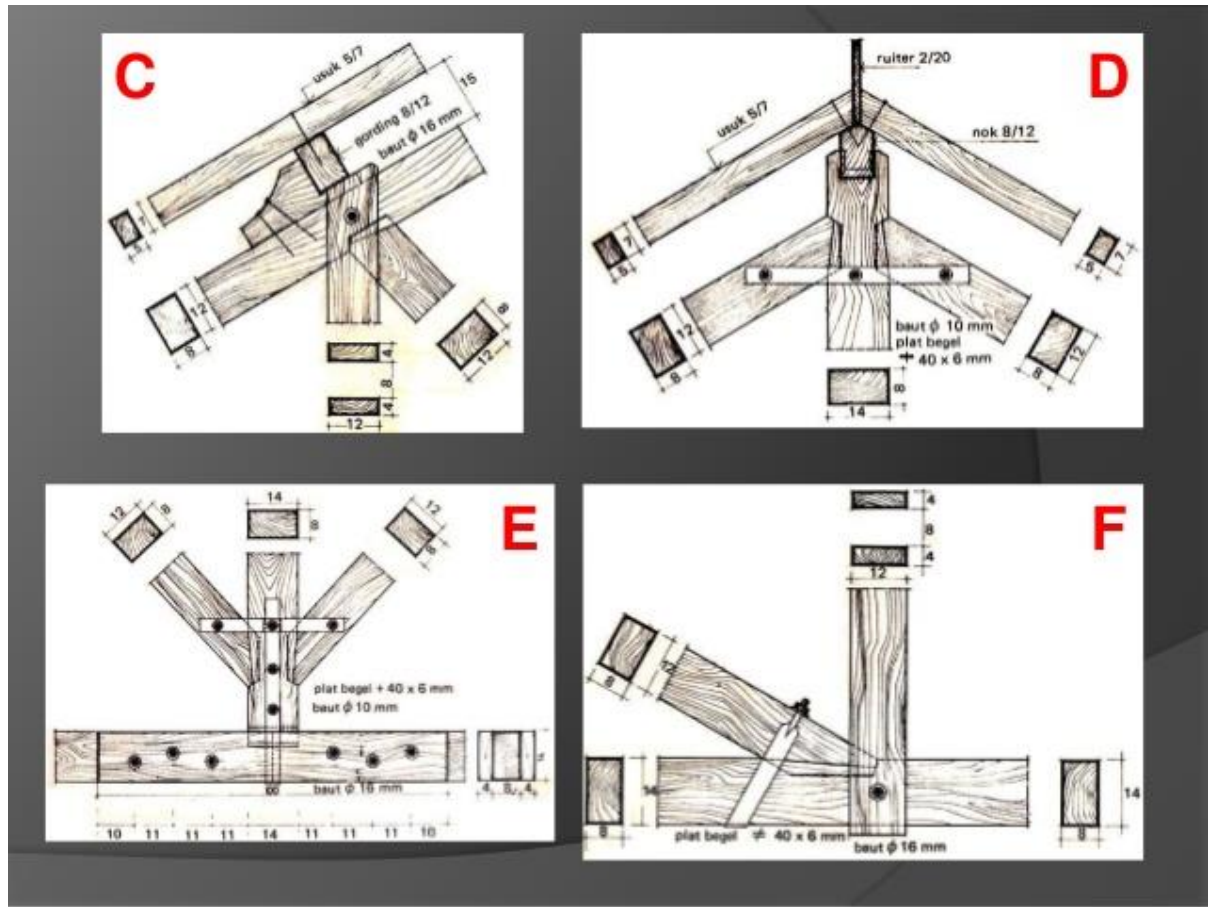 C
usuk 5/7
15
gording 8/12
baut ϕ 16 mm
7
5
12
8
8
12
4
8
4
12
D
ruiter 2/20
usuk 5/7
nok 8/12
7
5
5
7
12
8
baut ϕ 10 mm
plat begel
+ 40 x 6 mm
8
14
12
8
E
12
8
14
8
12
8
plat begel + 40 x 6 mm
baut ϕ 10 mm
baut ϕ 16 mm
100
4 8 4
10 11 11 11 14 11 11 11 10
F
4
8
4
12
12
8
14
8
14
8
plat begel ≠ 40 x 6 mm
baut ϕ 16 mm